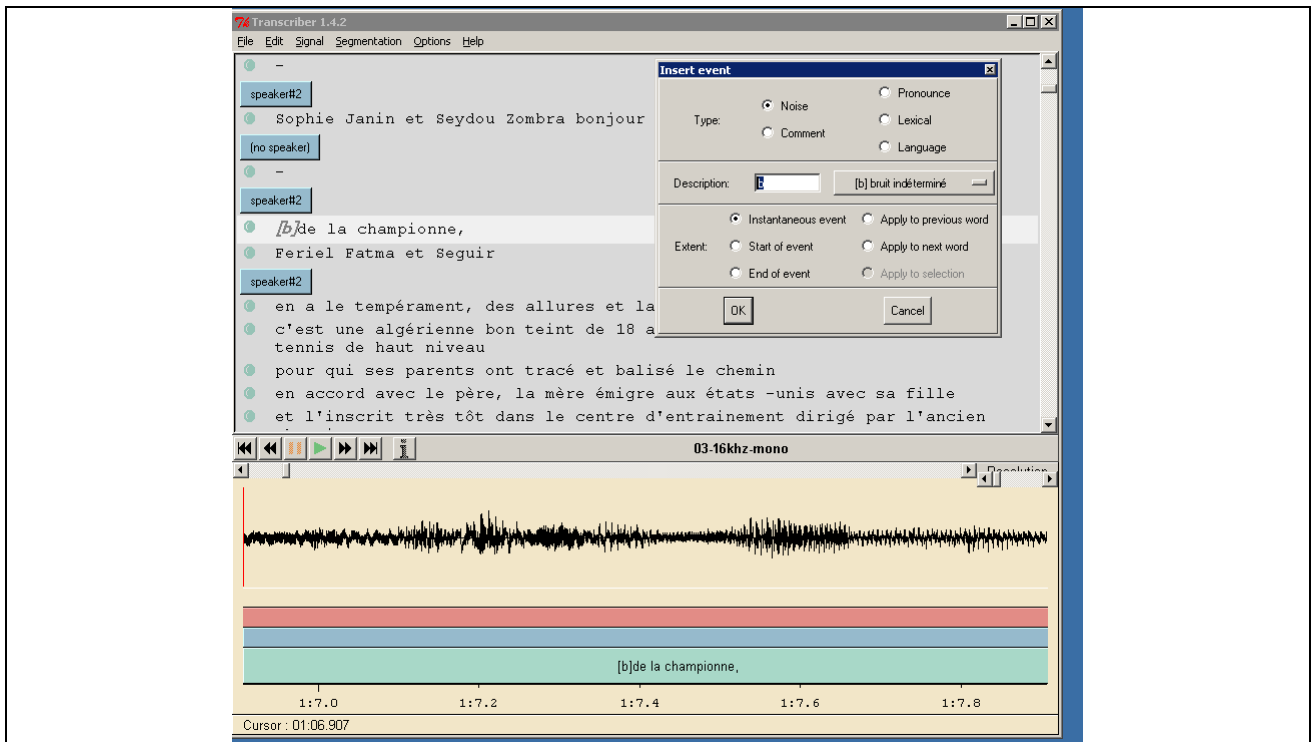 Transcriber 1.4.2
File Edit Signal Segmentation Options Help
–
speaker#2
Sophie Janin et Seydou Zombra bonjour
(no speaker)
–
speaker#2
[b]de la championne,
Feriel Fatma et Seguir
speaker#2
en a le tempérament, des allures et la
c'est une algérienne bon teint de 18 a
tennis de haut niveau
pour qui ses parents ont tracé et balisé le chemin
en accord avec le père, la mère émigre aux états -unis avec sa fille
et l'inscrit très tôt dans le centre d'entrainement dirigé par l'ancien
Insert event
Type:
Noise
Comment
Pronounce
Lexical
Language
Description: b [b] bruit indéterminé
Extent:
Instantaneous event
Start of event
End of event
Apply to previous word
Apply to next word
Apply to selection
OK Cancel
03-16khz-mono
Resolution
[b]de la championne,
1:7.0 1:7.2 1:7.4 1:7.6 1:7.8
Cursor : 01:06.907